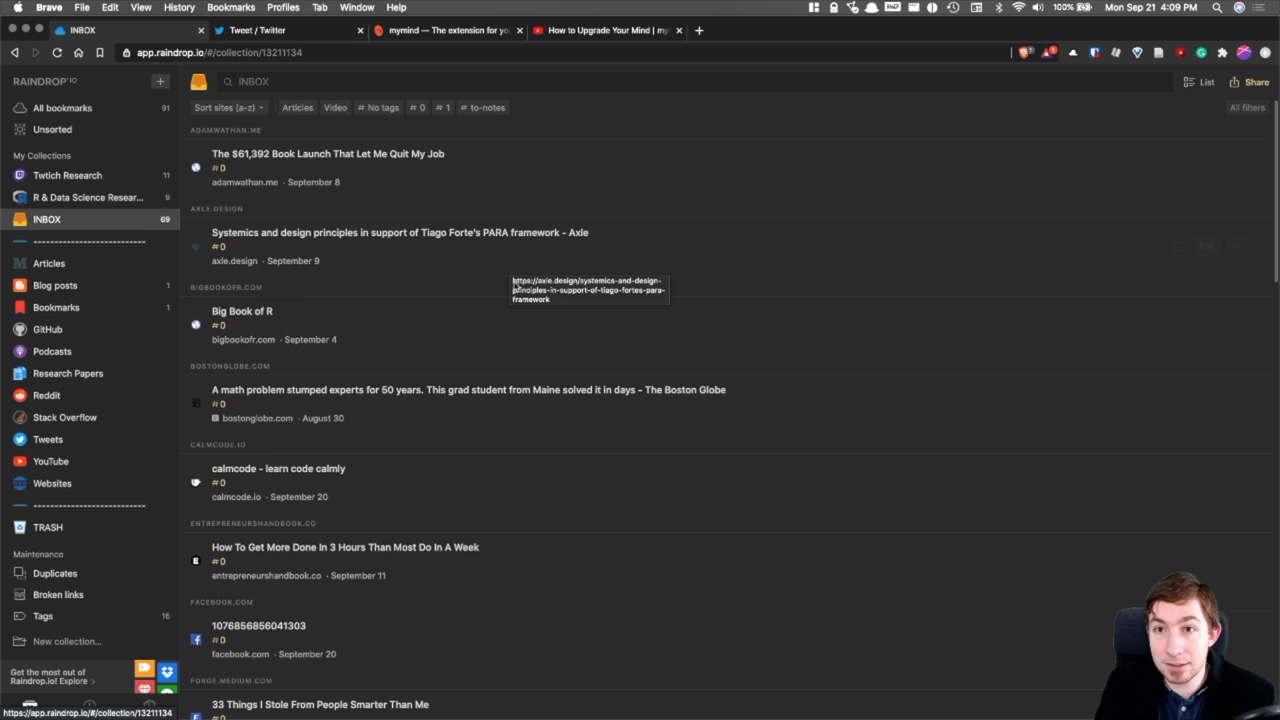 Brave File Edit View History Bookmarks Profiles Tab Window Help
100% Mon Sep 21 4:09 PM
INBOX
Tweet / Twitter
mymind — The extension for yo
How to Upgrade Your Mind | my
app.raindrop.io/#/collection/13211134
RAINDROP.IO
INBOX
List
Share
All bookmarks 91
Unsorted
My Collections
Twtich Research 11
R & Data Science Resear... 9
INBOX 69
---------------------------
Articles
Blog posts 1
Bookmarks 1
GitHub
Podcasts
Research Papers
Reddit
Stack Overflow
Tweets
YouTube
Websites
---------------------------
TRASH
Maintenance
Duplicates
Broken links
Tags 16
New collection...
Get the most out of
Raindrop.io! Explore >
https://app.raindrop.io/#/collection/13211134
Sort sites (a-z) Articles Video # No tags # 0 # 1 # to-notes All filters
ADAMWATHAN.ME
The $61,392 Book Launch That Let Me Quit My Job
#0
adamwathan.me · September 8
AXLE.DESIGN
Systemics and design principles in support of Tiago Forte's PARA framework - Axle
#0
axle.design · September 9
https://axle.design/systemics-and-design-
principles-in-support-of-tiago-fortes-para-
framework
BIGBOOKOFR.COM
Big Book of R
#0
bigbookofr.com · September 4
BOSTONGLOBE.COM
A math problem stumped experts for 50 years. This grad student from Maine solved it in days - The Boston Globe
#0
bostonglobe.com · August 30
CALMCODE.IO
calmcode - learn code calmly
#0
calmcode.io · September 20
ENTREPRENEURSHANDBOOK.CO
How To Get More Done In 3 Hours Than Most Do In A Week
#0
entrepreneurshandbook.co · September 11
FACEBOOK.COM
1076856856041303
#0
facebook.com · September 20
FORGE.MEDIUM.COM
33 Things I Stole From People Smarter Than Me